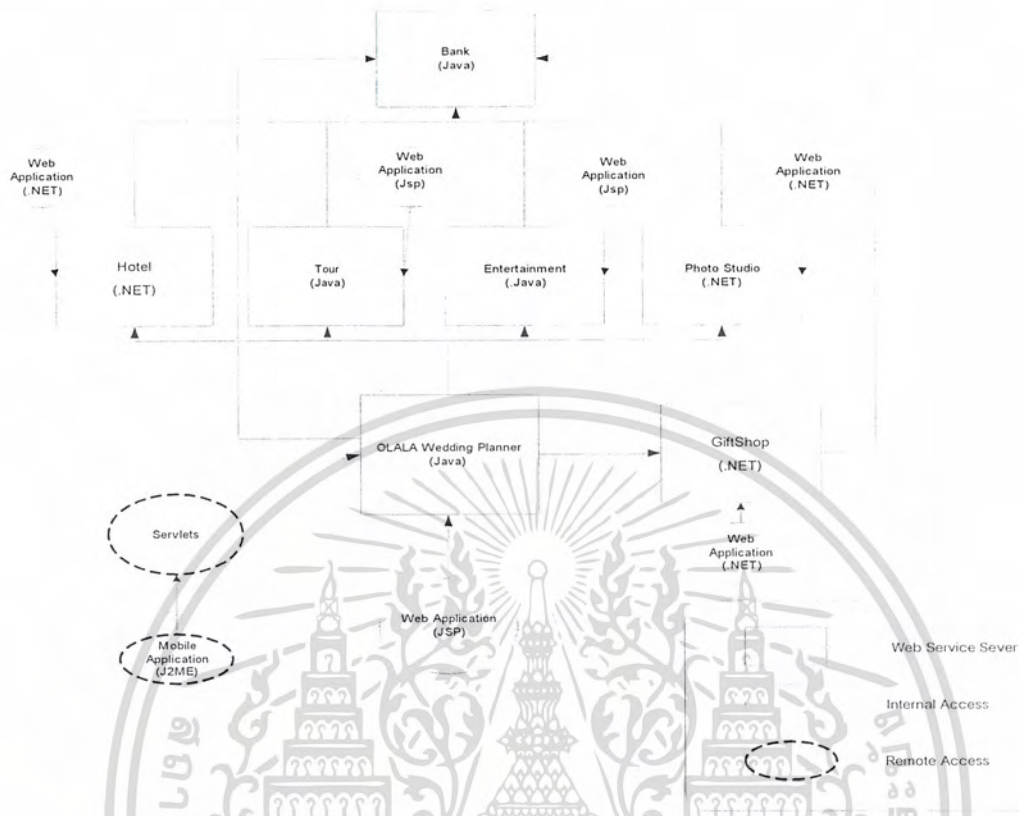 Bank
(Java)
Web
Application
(.NET)
Web
Application
(Jsp)
Web
Application
(Jsp)
Web
Application
(.NET)
Hotel
(.NET)
Tour
(Java)
Entertainment
(.Java)
Photo Studio
(.NET)
OLALA Wedding Planner
(Java)
GiftShop
(.NET)
Servlets
Web
Application
(.NET)
Web Application
(JSP)
Mobile
Application
(J2ME)
Web Service Sever
Internal Access
Remote Access